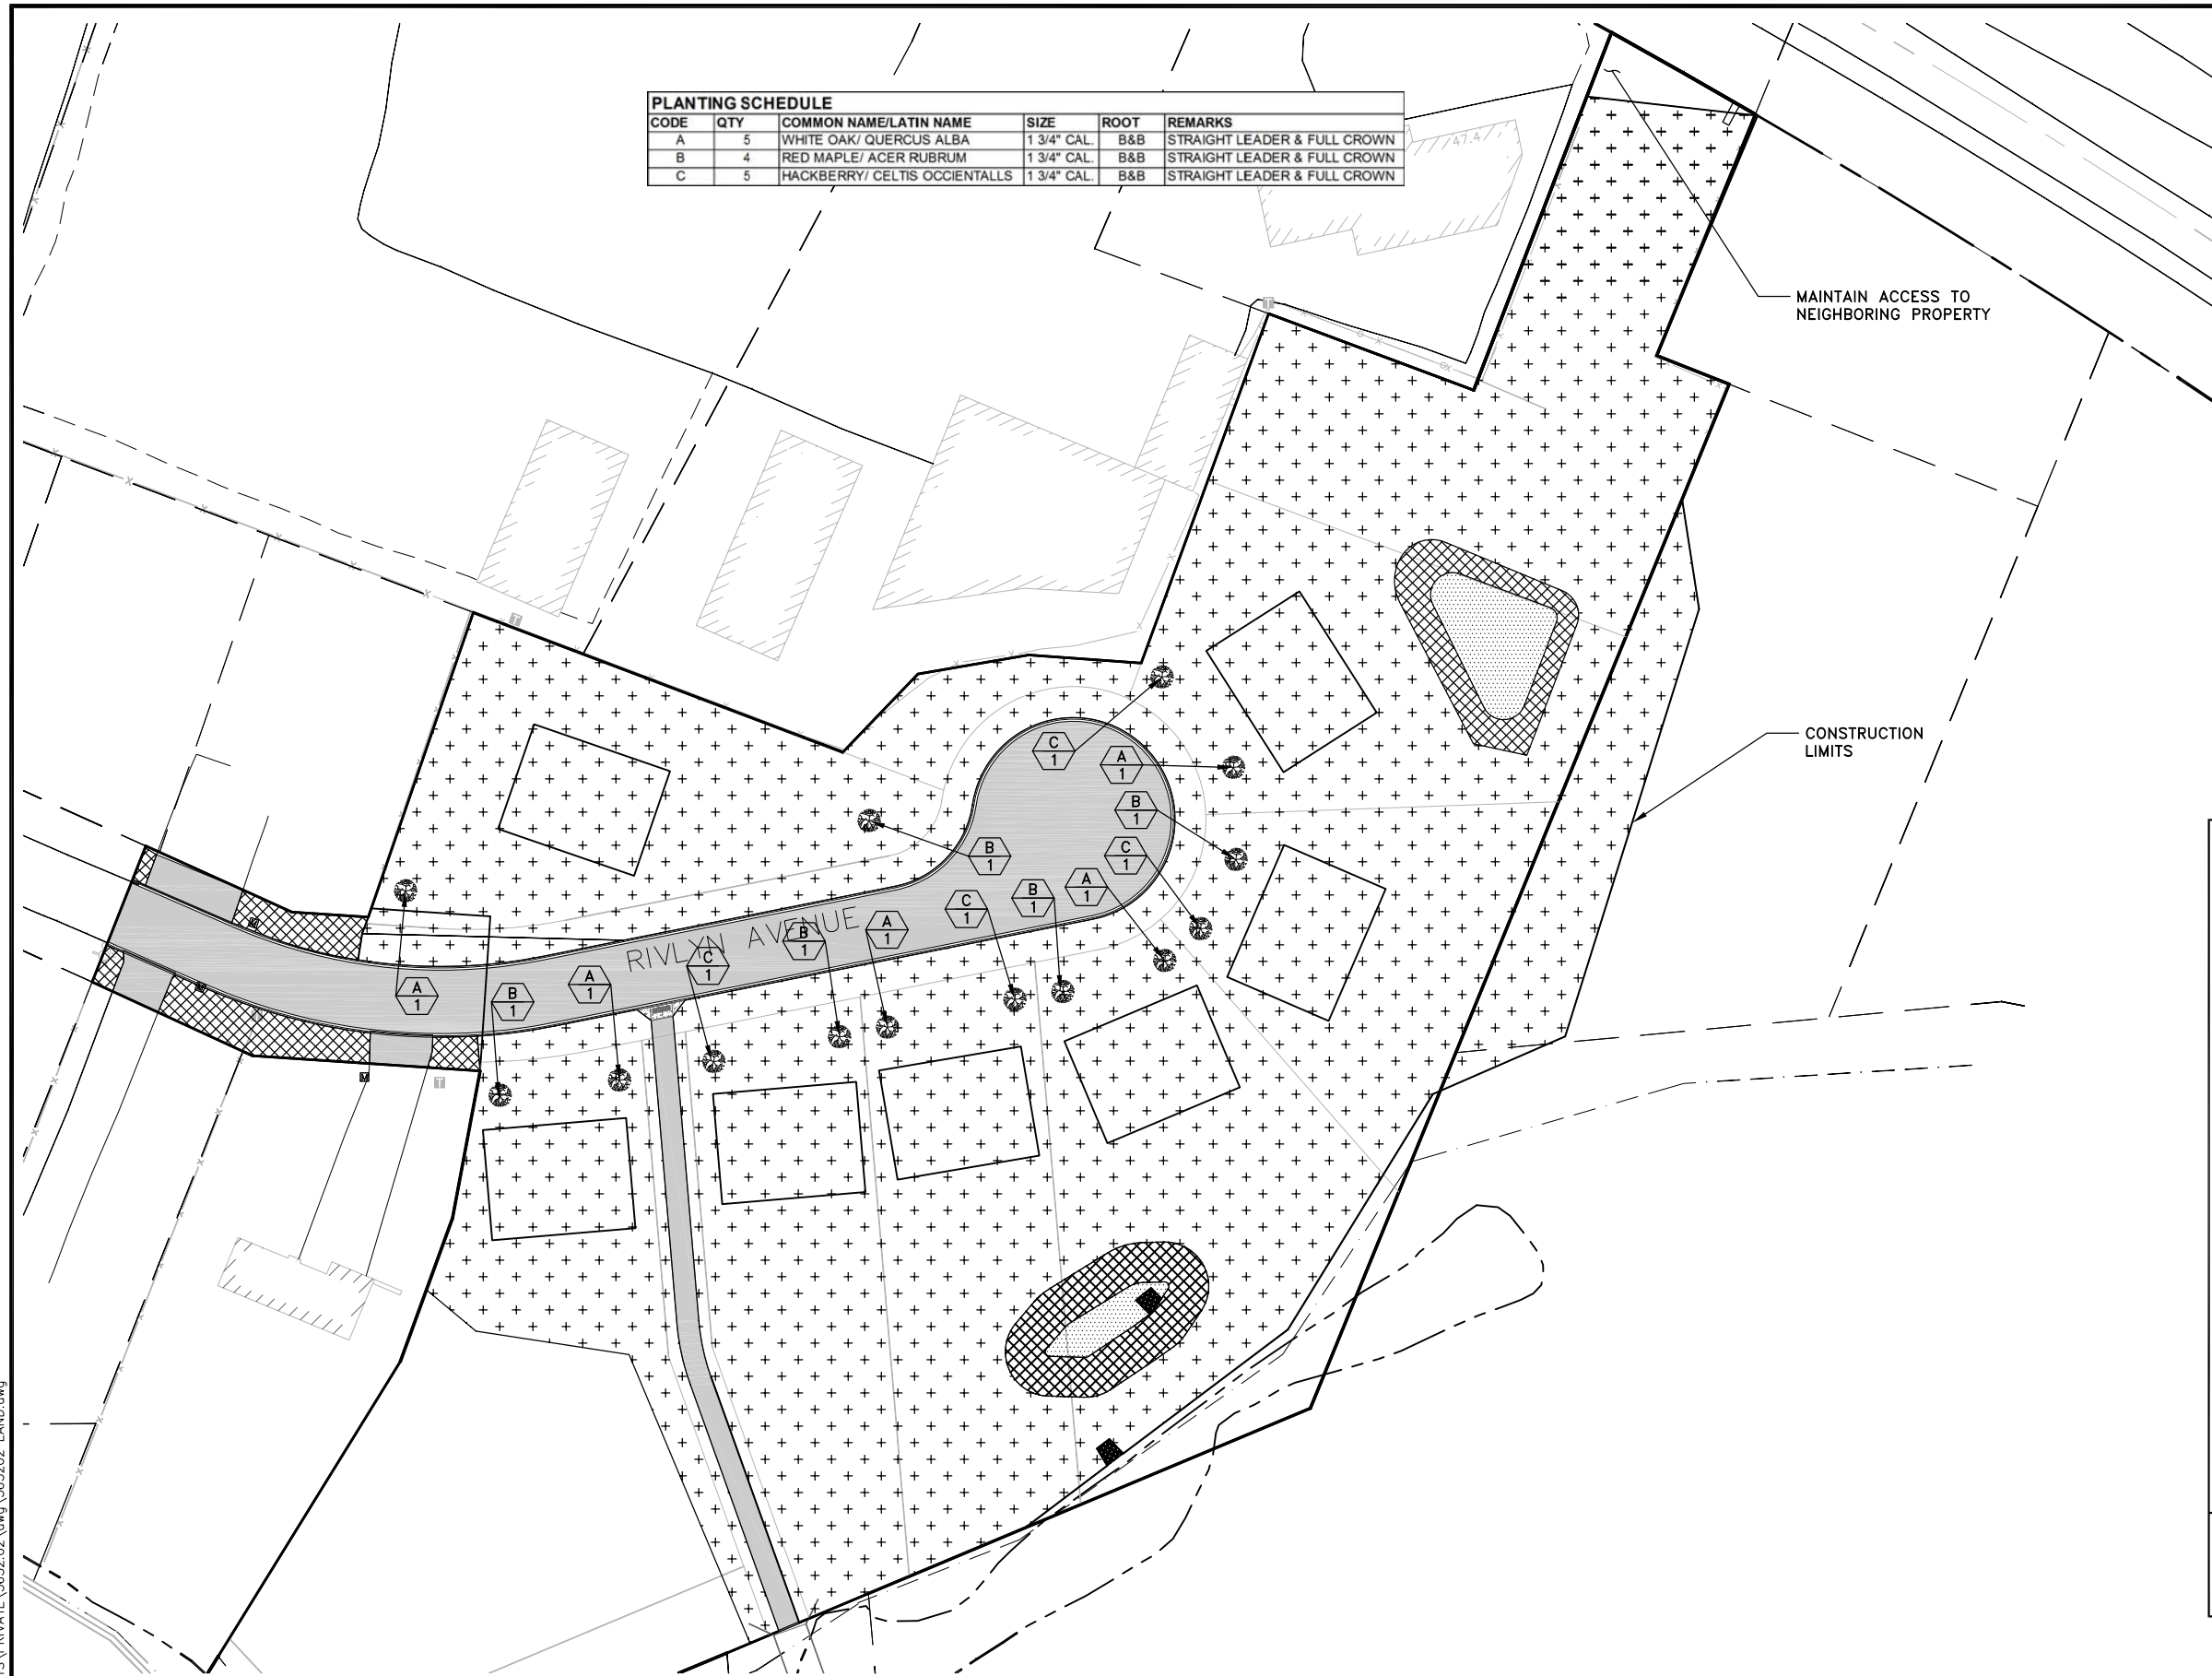 PLANTING SCHEDULE
CODE QTY COMMON NAME/LATIN NAME SIZE ROOT REMARKS
A 5 WHITE OAK/ QUERCUS ALBA 1 3/4" CAL. B&B STRAIGHT LEADER & FULL CROWN
B 4 RED MAPLE/ ACER RUBRUM 1 3/4" CAL. B&B STRAIGHT LEADER & FULL CROWN
C 5 HACKBERRY/ CELTIS OCCIENTALLS 1 3/4" CAL. B&B STRAIGHT LEADER & FULL CROWN
47.4
T
MAINTAIN ACCESS TO
NEIGHBORING PROPERTY
T
CONSTRUCTION
LIMITS
C
1
A
1
B
1
B
1
C
1
A
1
B
1
C
1
A
1
B
1
RIVLYN AVENUE
C
1
A
1
B
1
A
1
T